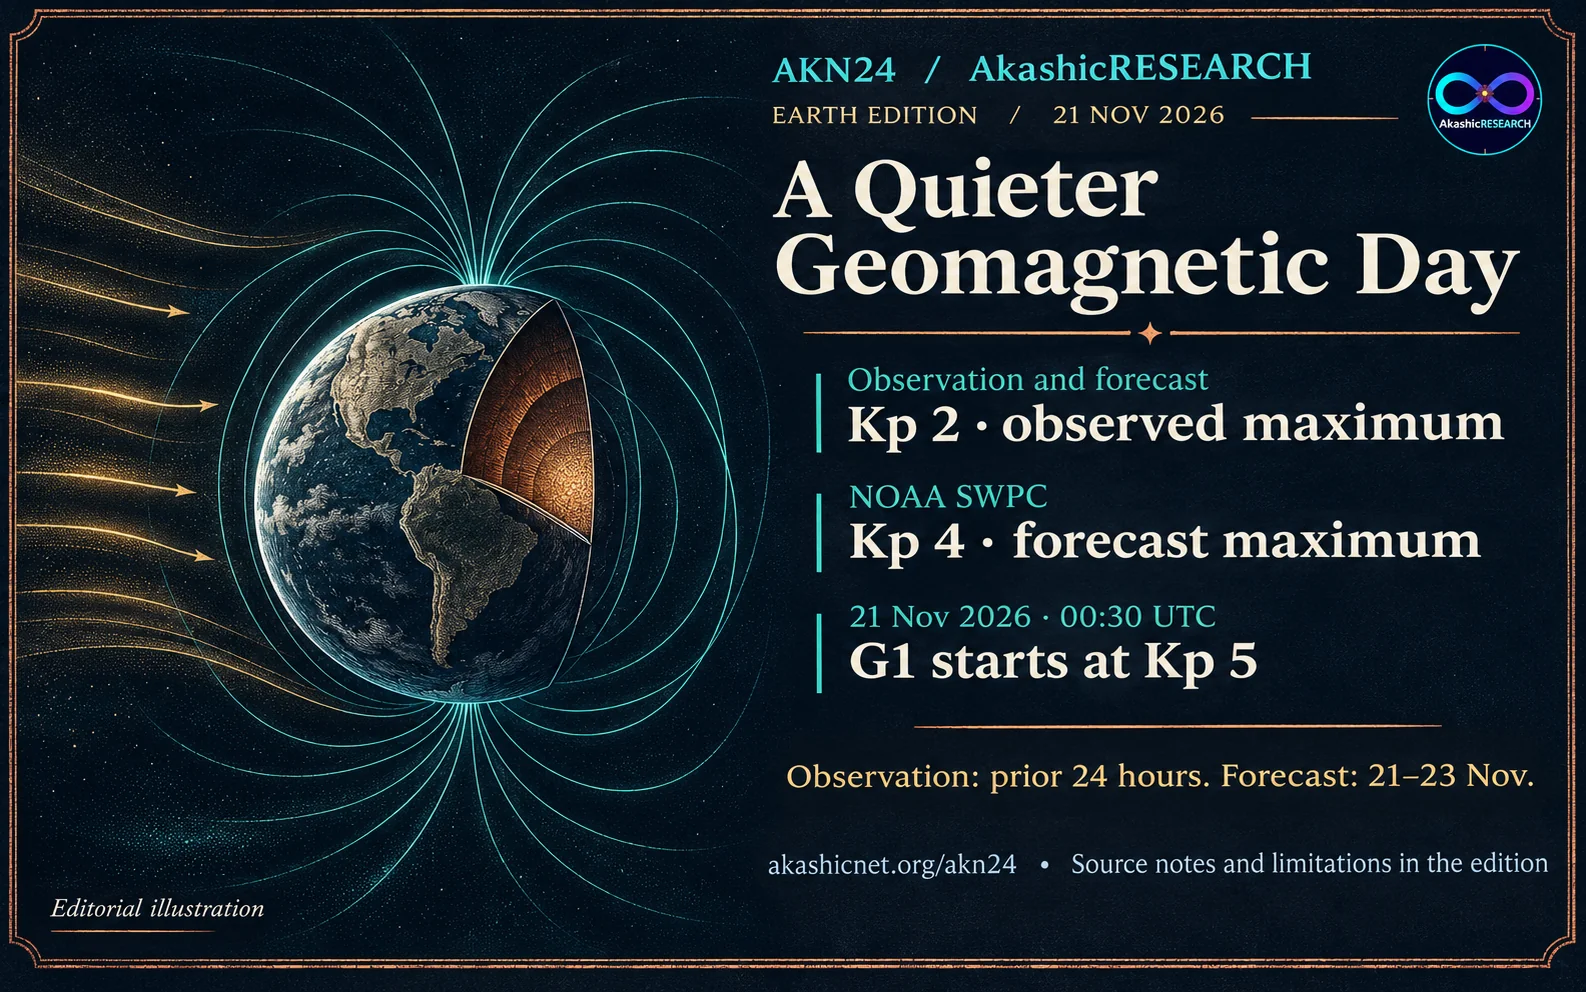 AKN24 / AkashicRESEARCH
EARTH EDITION / 21 NOV 2026
AkashicRESEARCH
A Quieter
Geomagnetic Day
Observation and forecast
Kp 2 · observed maximum
NOAA SWPC
Kp 4 · forecast maximum
21 Nov 2026 · 00:30 UTC
G1 starts at Kp 5
Observation: prior 24 hours. Forecast: 21–23 Nov.
akashicnet.org/akn24 • Source notes and limitations in the edition
Editorial illustration